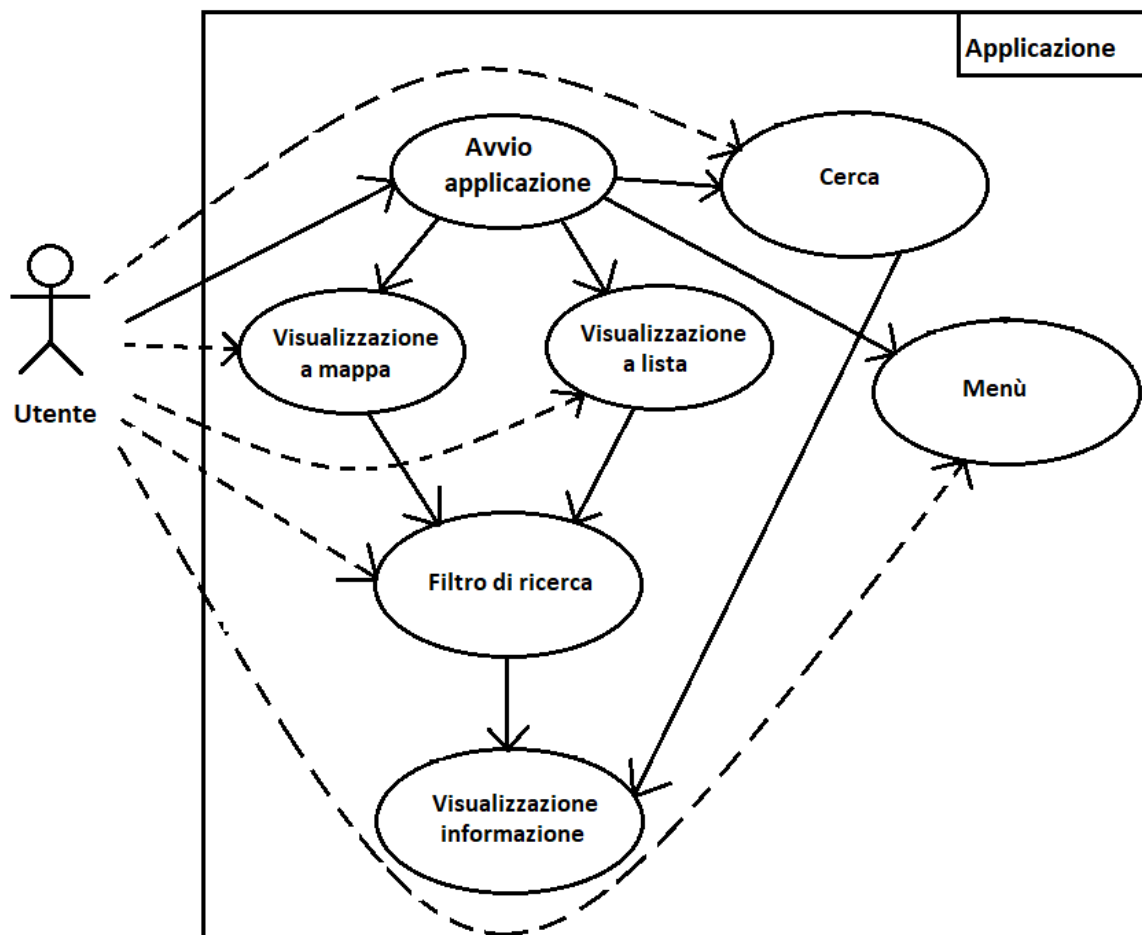 Applicazione
Avvio
applicazione
Cerca
Visualizzazione
a mappa
Visualizzazione
a lista
Menù
Utente
Filtro di ricerca
Visualizzazione
informazione